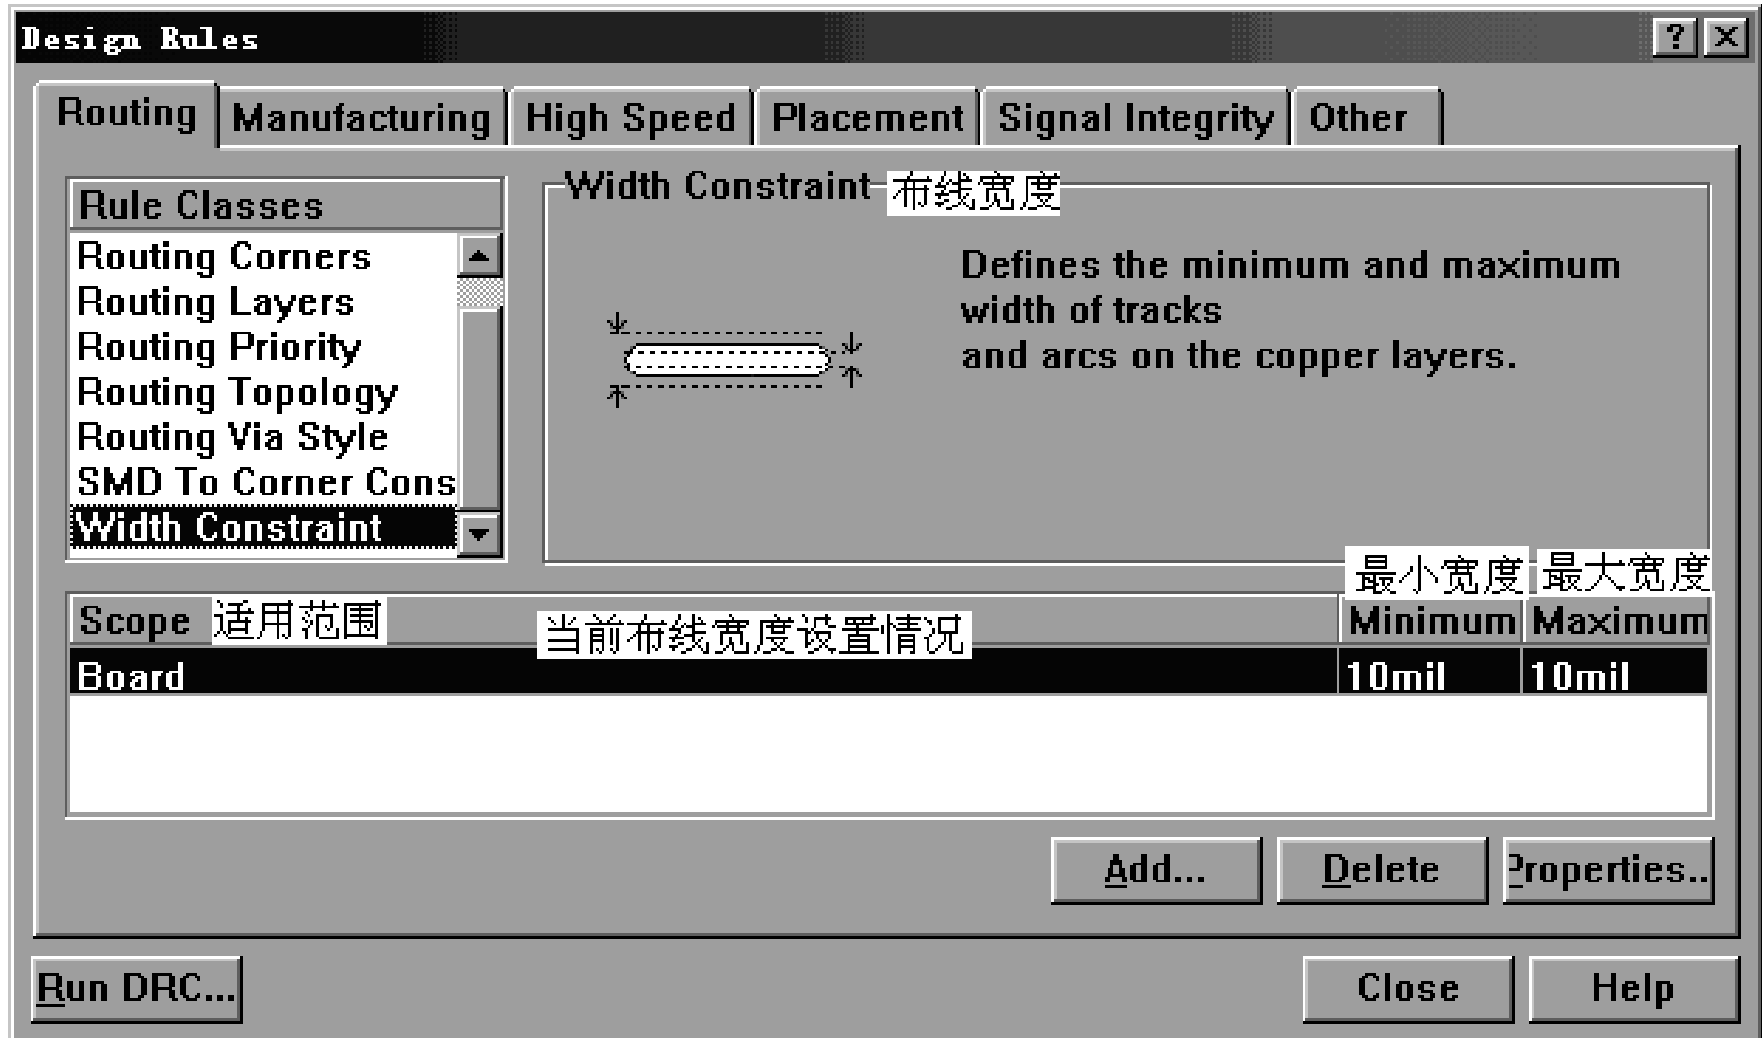 Design Rules
? X
Routing Manufacturing High Speed Placement Signal Integrity Other
Rule Classes
Routing Corners
Routing Layers
Routing Priority
Routing Topology
Routing Via Style
SMD To Corner Cons
Width Constraint
Width Constraint 布线宽度
Defines the minimum and maximum
width of tracks
and arcs on the copper layers.
最小宽度 最大宽度
Scope 适用范围 当前布线宽度设置情况 Minimum Maximum
Board 10mil 10mil
Add... Delete Properties..
Run DRC... Close Help